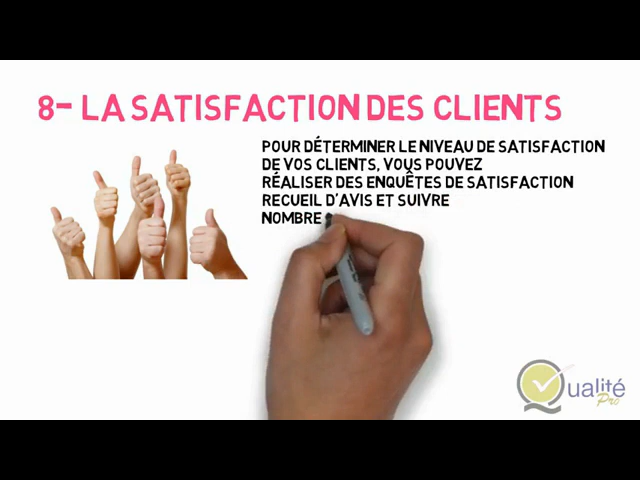 8- LA SATISFACTION DES CLIENTS
POUR DÉTERMINER LE NIVEAU DE SATISFACTION
DE VOS CLIENTS, VOUS POUVEZ
RÉALISER DES ENQUÊTES DE SATISFACTION
RECUEIL D'AVIS ET SUIVRE
NOMBRE
Qualité
Pro